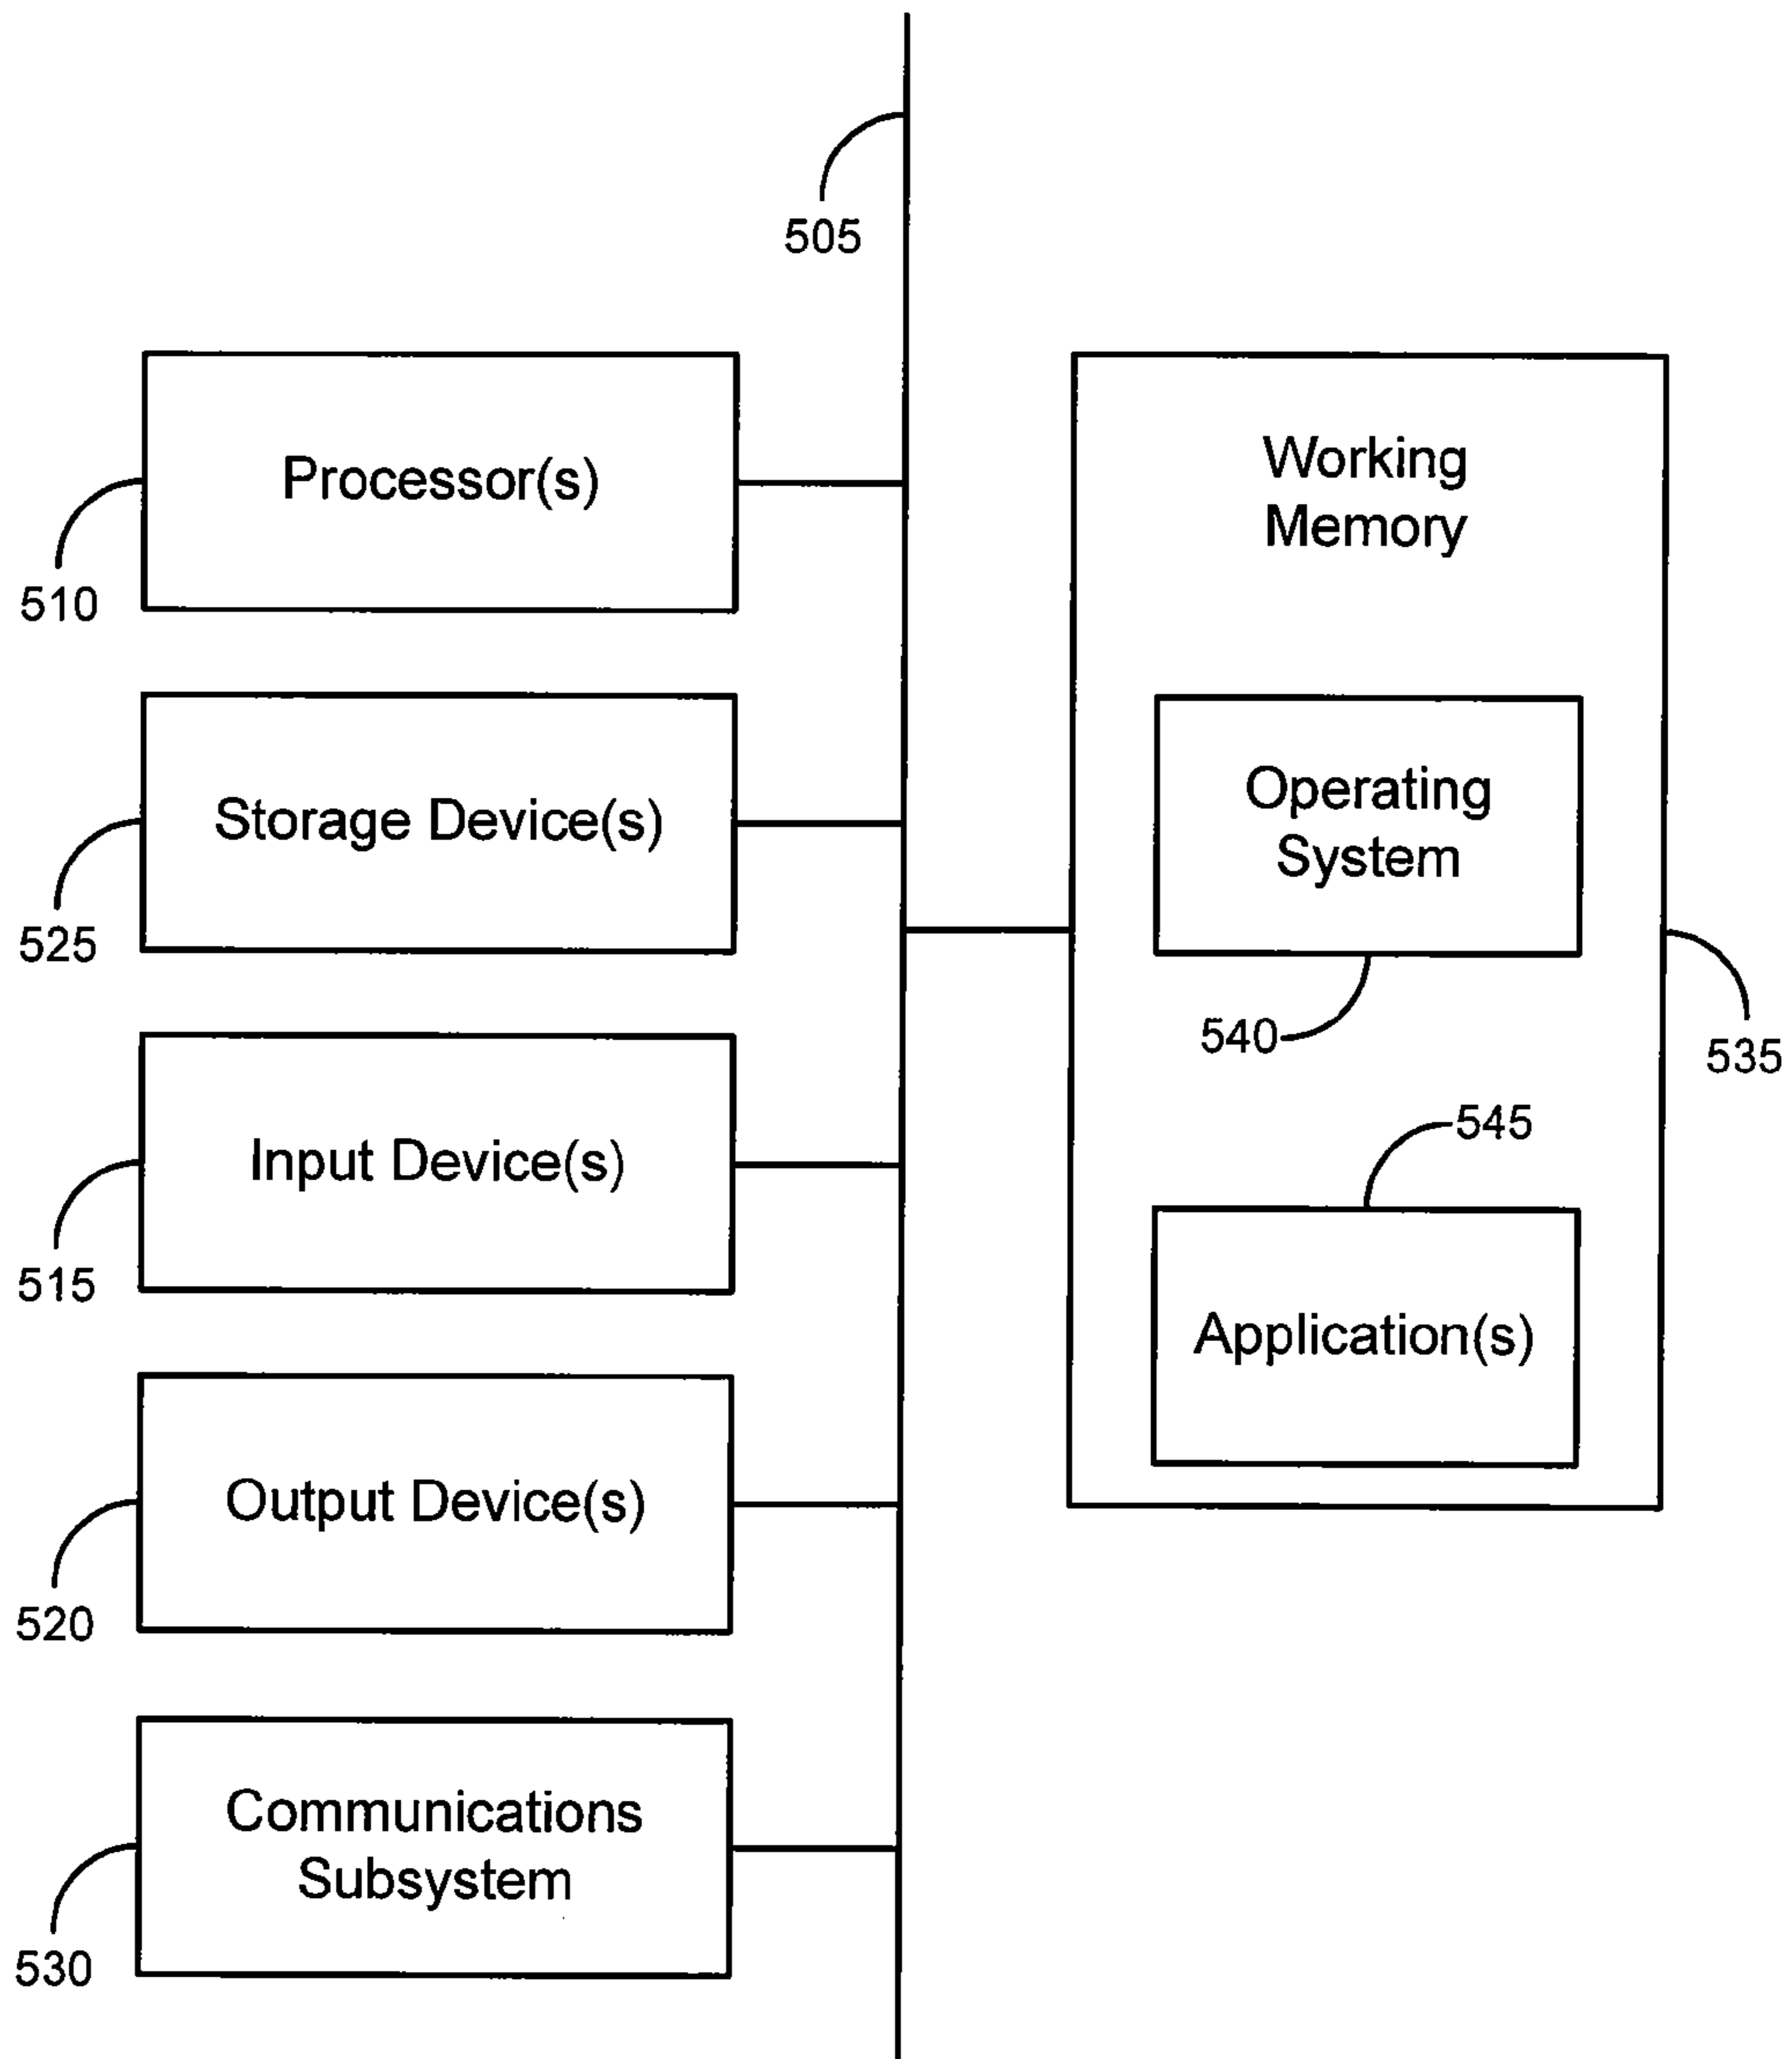 505
Processor(s)
510
Storage Device(s)
525
Input Device(s)
515
Output Device(s)
520
Communications
Subsystem
530
Working
Memory
Operating
System
540
535
545
Application(s)